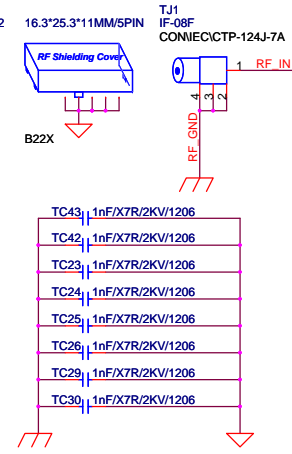 2
16.3*25.3*11MM/5PIN
RF Shielding Cover
B22X
TJ1
IF-08F
CON\IEC\CTP-124J-7A
1
RF_IN
4
3
2
RF_GND
TC43 1nF/X7R/2KV/1206
TC42 1nF/X7R/2KV/1206
TC23 1nF/X7R/2KV/1206
TC24 1nF/X7R/2KV/1206
TC25 1nF/X7R/2KV/1206
TC26 1nF/X7R/2KV/1206
TC29 1nF/X7R/2KV/1206
TC30 1nF/X7R/2KV/1206